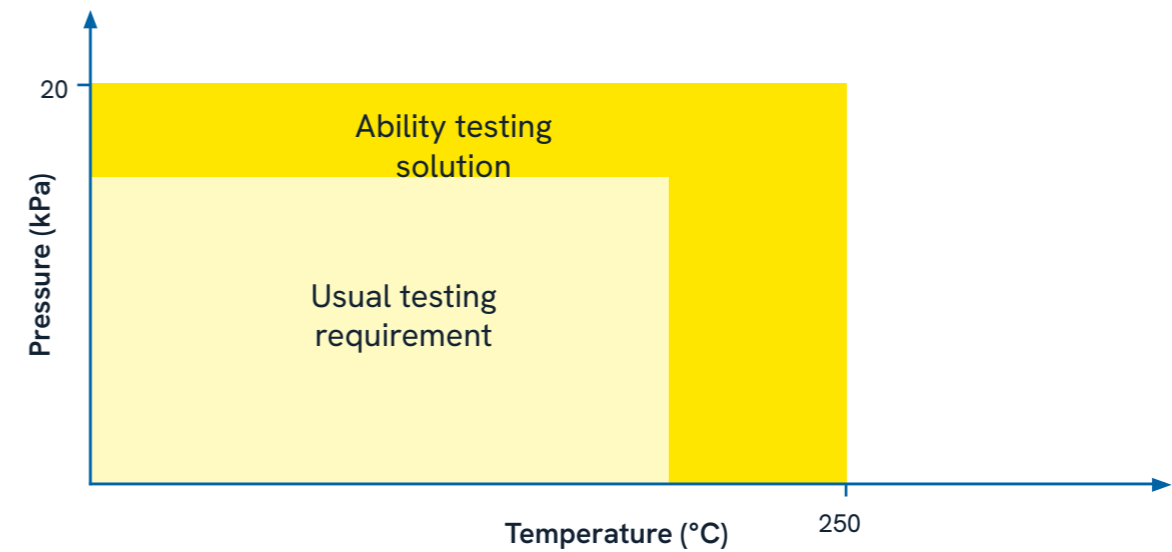 20
Ability testing
solution
Pressure (kPa)
Usual testing
requirement
Temperature (°C)
250